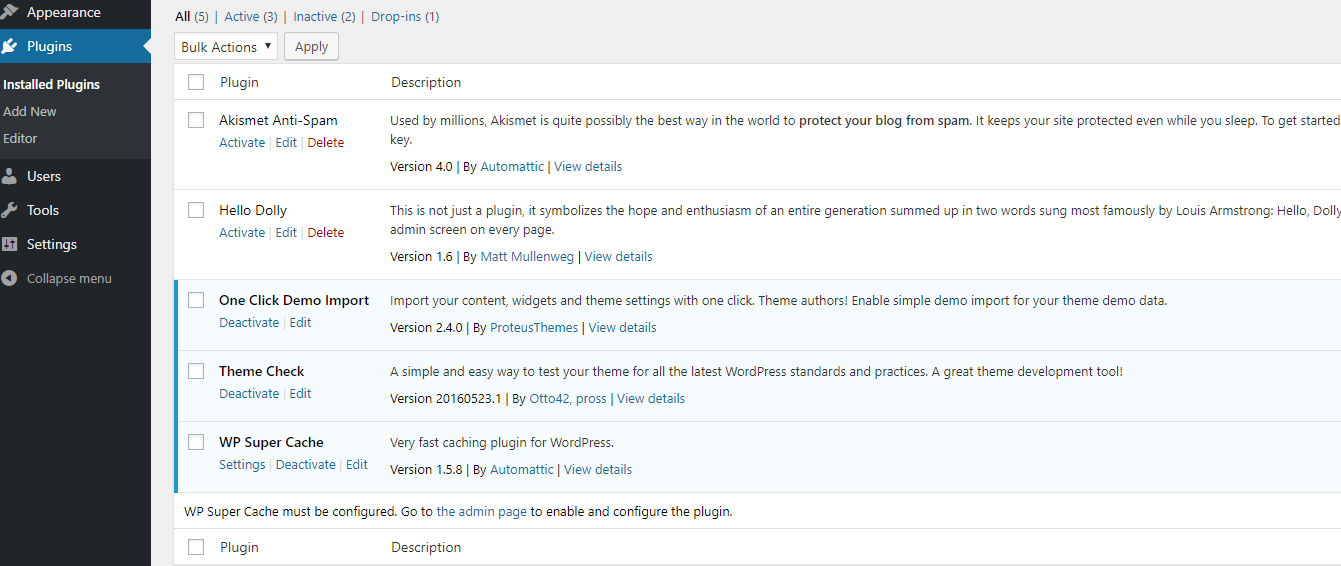 Appearance
Plugins
Installed Plugins
Add New
Editor
Users
Tools
Settings
Collapse menu
All (5) | Active (3) | Inactive (2) | Drop-ins (1)
Bulk Actions Apply
Plugin Description
Akismet Anti-Spam
Activate | Edit | Delete
Used by millions, Akismet is quite possibly the best way in the world to protect your blog from spam. It keeps your site protected even while you sleep. To get started
key.
Version 4.0 | By Automattic | View details
Hello Dolly
Activate | Edit | Delete
This is not just a plugin, it symbolizes the hope and enthusiasm of an entire generation summed up in two words sung most famously by Louis Armstrong: Hello, Dolly
admin screen on every page.
Version 1.6 | By Matt Mullenweg | View details
One Click Demo Import
Deactivate | Edit
Import your content, widgets and theme settings with one click. Theme authors! Enable simple demo import for your theme demo data.
Version 2.4.0 | By ProteusThemes | View details
Theme Check
Deactivate | Edit
A simple and easy way to test your theme for all the latest WordPress standards and practices. A great theme development tool!
Version 20160523.1 | By Otto42, pross | View details
WP Super Cache
Settings | Deactivate | Edit
Very fast caching plugin for WordPress.
Version 1.5.8 | By Automattic | View details
WP Super Cache must be configured. Go to the admin page to enable and configure the plugin.
Plugin Description